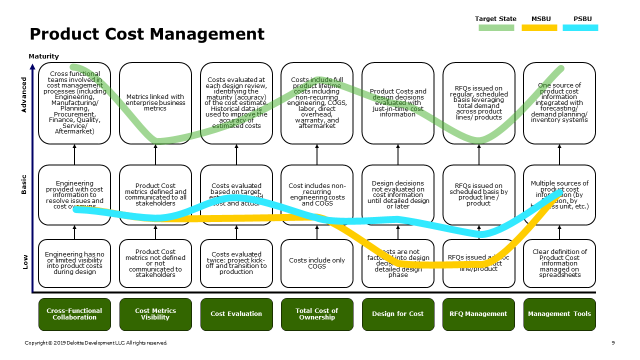 Target State
MSBU
PSBU
Product Cost Management
Maturity
Advanced
Cross functional
teams involved in
cost management
processes (including
Engineering,
Manufacturing/
Planning,
Procurement,
Finance, Quality,
Service/
Aftermarket)
Metrics linked with
enterprise business
metrics
Costs evaluated at
each design review,
identifying the
maturity (accuracy)
of the cost estimate.
Historical data is
used to improve the
accuracy of
estimated costs
Costs include full
product lifetime
costs including
non-recurring
engineering, COGS,
labor, direct
overhead,
warranty, and
aftermarket
Product Costs and
design decisions
evaluated with
just-in-time cost
information
RFQs issued on
regular, scheduled
basis leveraging
total demand
across product
lines/ products
One source of
product cost
information
integrated with
forecasting/
demand planning/
inventory systems
Basic
Engineering
provided with cost
information to
resolve issues and
cost overruns
Product Cost
metrics defined and
communicated to all
stakeholders
Costs evaluated
based on target,
cost and actual
Cost includes non-
recurring
engineering costs
and COGS
Design decisions
not evaluated on cost
information until
detailed design
or later
RFQs issued on
scheduled basis by
product line /
product
Multiple sources of
product cost
information (by
by
unit, etc.)
Low
Engineering has no
or limited visibility
into product costs
during design
Product Cost
metrics not defined
or not
communicated to
stakeholders
Costs evaluated
twice: project kick-
off and transition to
production
Costs include only
COGS
Costs are not
factored into design
until
detailed design
phase
RFQs issued
line/product
Clear definition of
Product Cost
information
managed on
spreadsheets
Cross-Functional
Collaboration
Cost Metrics
Visibility
Cost Evaluation
Total Cost of
Ownership
Design for Cost
RFQ Management
Management Tools
Copyright © 2019 Deloitte Development LLC. All rights reserved.
9